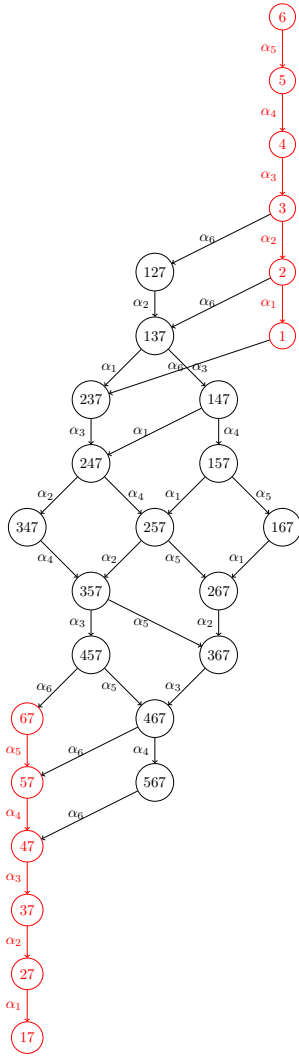 6
α₅
5
α₄
4
α₃
3
α₆ α₂
127 2
α₂ α₆ α₁
137 1
α₁ α₆ α₃
237 147
α₃ α₁ α₄
247 157
α₂ α₄ α₁ α₅
347 257 167
α₄ α₂ α₅ α₁
357 267
α₃ α₅ α₂
457 367
α₆ α₅ α₃
67 467
α₅ α₆ α₄
57 567
α₄ α₆
47
α₃
37
α₂
27
α₁
17